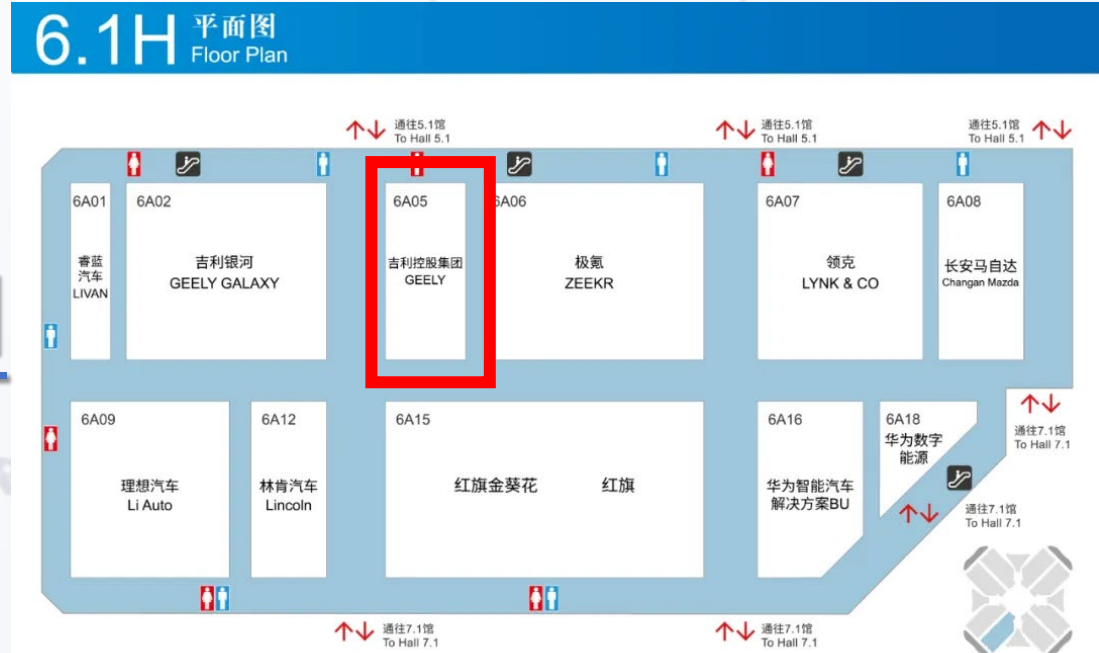 6.1H 平面图
Floor Plan
通往5.1馆
To Hall 5.1
通往5.1馆
To Hall 5.1
通往5.1馆
To Hall 5.1
6A01
睿蓝
汽车
LIVAN
6A02
吉利银河
GEELY GALAXY
6A05
吉利控股集团
GEELY
6A06
极氪
ZEEKR
6A07
领克
LYNK & CO
6A08
长安马自达
Changan Mazda
6A09
理想汽车
Li Auto
6A12
林肯汽车
Lincoln
6A15
红旗金葵花 红旗
6A16
华为智能汽车
解决方案BU
6A18
华为数字
能源
通往7.1馆
To Hall 7.1
通往7.1馆
To Hall 7.1
通往7.1馆
To Hall 7.1
通往7.1馆
To Hall 7.1